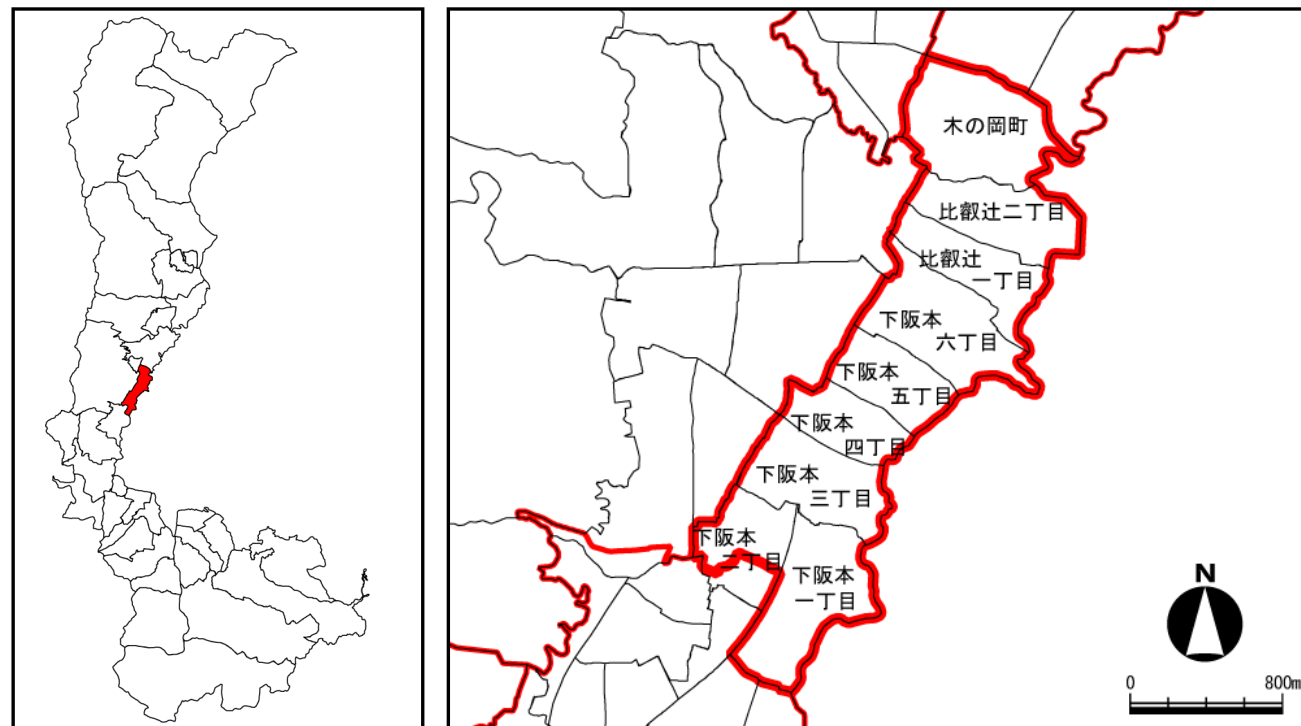 木の岡町
比叡辻二丁目
比叡辻
一丁目
下阪本
六丁目
下阪本
五丁目
下阪本
四丁目
下阪本
三丁目
下阪本
二丁目
下阪本
一丁目
N
0 800m